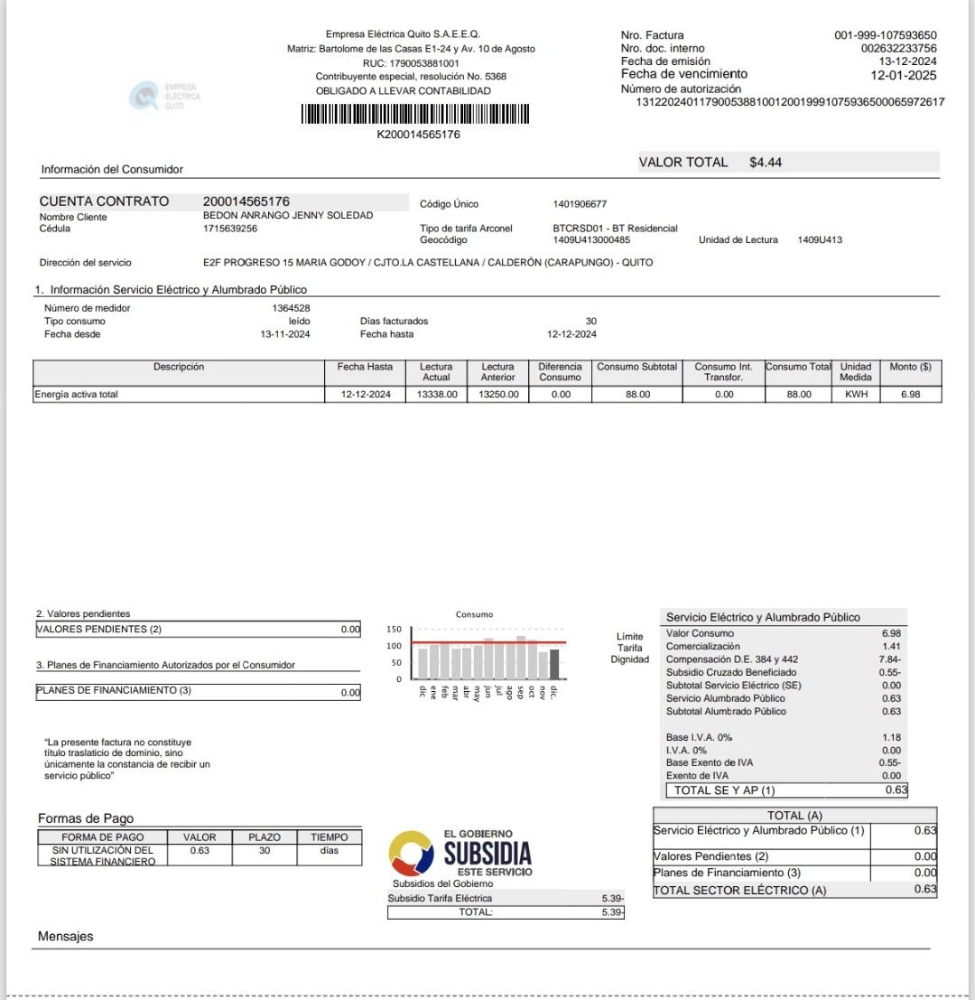 Empresa Eléctrica Quito S.A.E.E.Q.
Matriz: Bartolome de las Casas E1-24 y Av. 10 de Agosto
RUC: 1790053881001
Contribuyente especial, resolución No. 5368
OBLIGADO A LLEVAR CONTABILIDAD
K200014565176
EMPRESA
ELÉCTRICA
QUITO
Nro. Factura 001-999-107593650
Nro. doc. interno 002632233756
Fecha de emisión 13-12-2024
Fecha de vencimiento 12-01-2025
Número de autorización
1312202401179005388100120019991075936500065972617
VALOR TOTAL $4.44
Información del Consumidor
CUENTA CONTRATO 200014565176
Nombre Cliente BEDON ANRANGO JENNY SOLEDAD
Cédula 1715639256
Código Único 1401906677
Tipo de tarifa Arconel BTCRSD01 - BT Residencial
Geocódigo 1409U413000485 Unidad de Lectura 1409U413
Dirección del servicio E2F PROGRESO 15 MARIA GODOY / CJTO.LA CASTELLANA / CALDERÓN (CARAPUNGO) - QUITO
1. Información Servicio Eléctrico y Alumbrado Público
Número de medidor 1364528
Tipo consumo leído Días facturados 30
Fecha desde 13-11-2024 Fecha hasta 12-12-2024
Descripción Fecha Hasta Lectura Actual Lectura Anterior Diferencia Consumo Consumo Subtotal Consumo Int. Transfor. Consumo Total Unidad Medida Monto ($)
Energía activa total 12-12-2024 13338.00 13250.00 0.00 88.00 0.00 88.00 KWH 6.98
2. Valores pendientes
VALORES PENDIENTES (2) 0.00
3. Planes de Financiamiento Autorizados por el Consumidor
PLANES DE FINANCIAMIENTO (3) 0.00
Consumo
150
100
50
0
dic ene feb mar abr may jun jul ago sep oct nov dic.
Límite
Tarifa
Dignidad
Servicio Eléctrico y Alumbrado Público
Valor Consumo 6.98
Comercialización 1.41
Compensación D.E. 384 y 442 7.84-
Subsidio Cruzado Beneficiado 0.55-
Subtotal Servicio Eléctrico (SE) 0.00
Servicio Alumbrado Público 0.63
Subtotal Alumbrado Público 0.63
Base I.V.A. 0% 1.18
I.V.A. 0% 0.00
Base Exento de IVA 0.55-
Exento de IVA 0.00
TOTAL SE Y AP (1) 0.63
“La presente factura no constituye
título traslaticio de dominio, sino
únicamente la constancia de recibir un
servicio público”
Formas de Pago
FORMA DE PAGO VALOR PLAZO TIEMPO
SIN UTILIZACIÓN DEL 0.63 30 días
SISTEMA FINANCIERO
EL GOBIERNO
SUBSIDIA
ESTE SERVICIO
Subsidios del Gobierno
Subsidio Tarifa Eléctrica 5.39-
TOTAL: 5.39-
TOTAL (A)
Servicio Eléctrico y Alumbrado Público (1) 0.63
Valores Pendientes (2) 0.00
Planes de Financiamiento (3) 0.00
TOTAL SECTOR ELÉCTRICO (A) 0.63
Mensajes